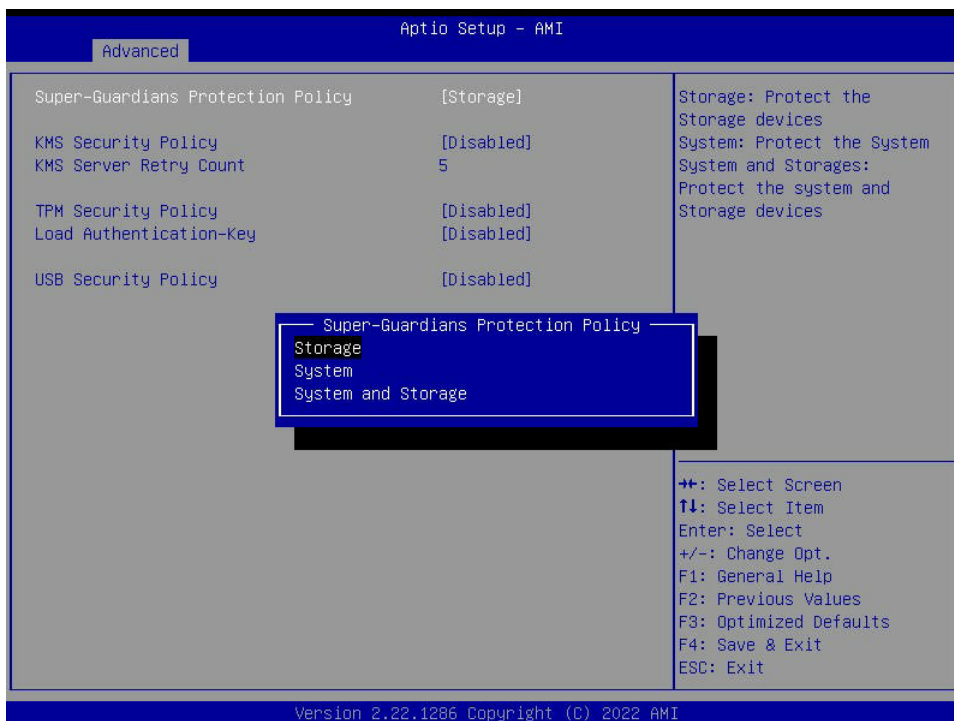 Aptio Setup – AMI
Advanced
Super-Guardians Protection Policy [Storage]
KMS Security Policy [Disabled]
KMS Server Retry Count 5
TPM Security Policy [Disabled]
Load Authentication-Key [Disabled]
USB Security Policy [Disabled]
Super-Guardians Protection Policy
Storage
System
System and Storage
Storage: Protect the
Storage devices
System: Protect the System
System and Storages:
Protect the system and
Storage devices
→←: Select Screen
↑↓: Select Item
Enter: Select
+/-: Change Opt.
F1: General Help
F2: Previous Values
F3: Optimized Defaults
F4: Save & Exit
ESC: Exit
Version 2.22.1286 Copyright (C) 2022 AMI